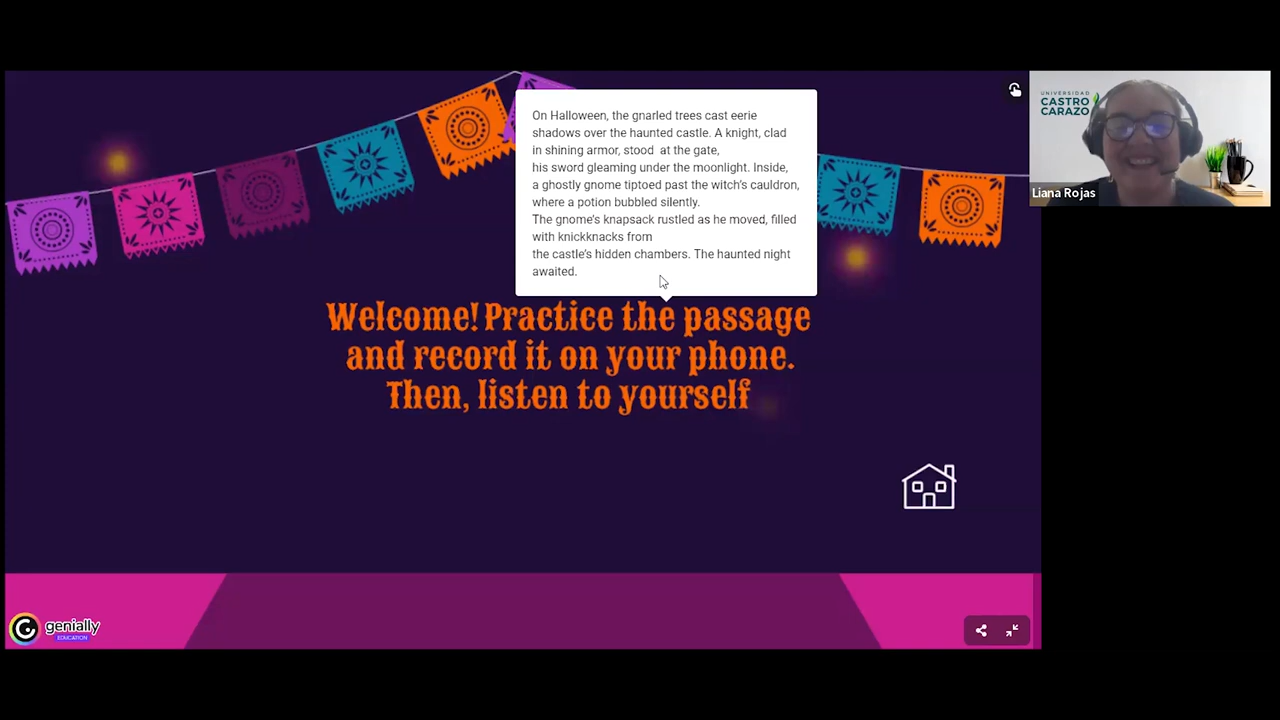 On Halloween, the gnarled trees cast eerie
shadows over the haunted castle. A knight, clad
in shining armor, stood  at the gate,
his sword gleaming under the moonlight. Inside,
a ghostly gnome tiptoed past the witch's cauldron,
where a potion bubbled silently.
The gnome's knapsack rustled as he moved, filled
with knickknacks from
the castle's hidden chambers. The haunted night
awaited.
Welcome! Practice the passage
and record it on your phone.
Then, listen to yourself
UNIVERSIDAD
CASTRO
CARAZO
Liana Rojas
genially
EDUCATION